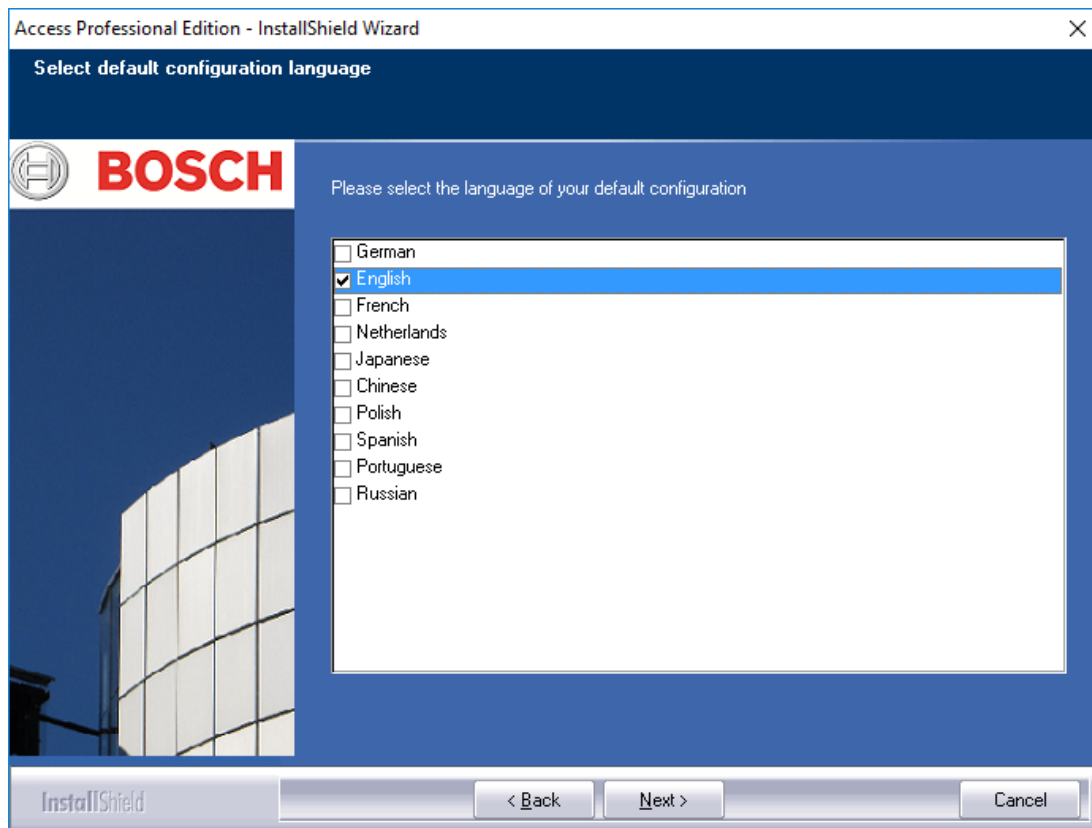 Access Professional Edition - InstallShield Wizard
Select default configuration language
BOSCH
Please select the language of your default configuration
German
English
French
Netherlands
Japanese
Chinese
Polish
Spanish
Portuguese
Russian
InstallShield
< Back
Next >
Cancel